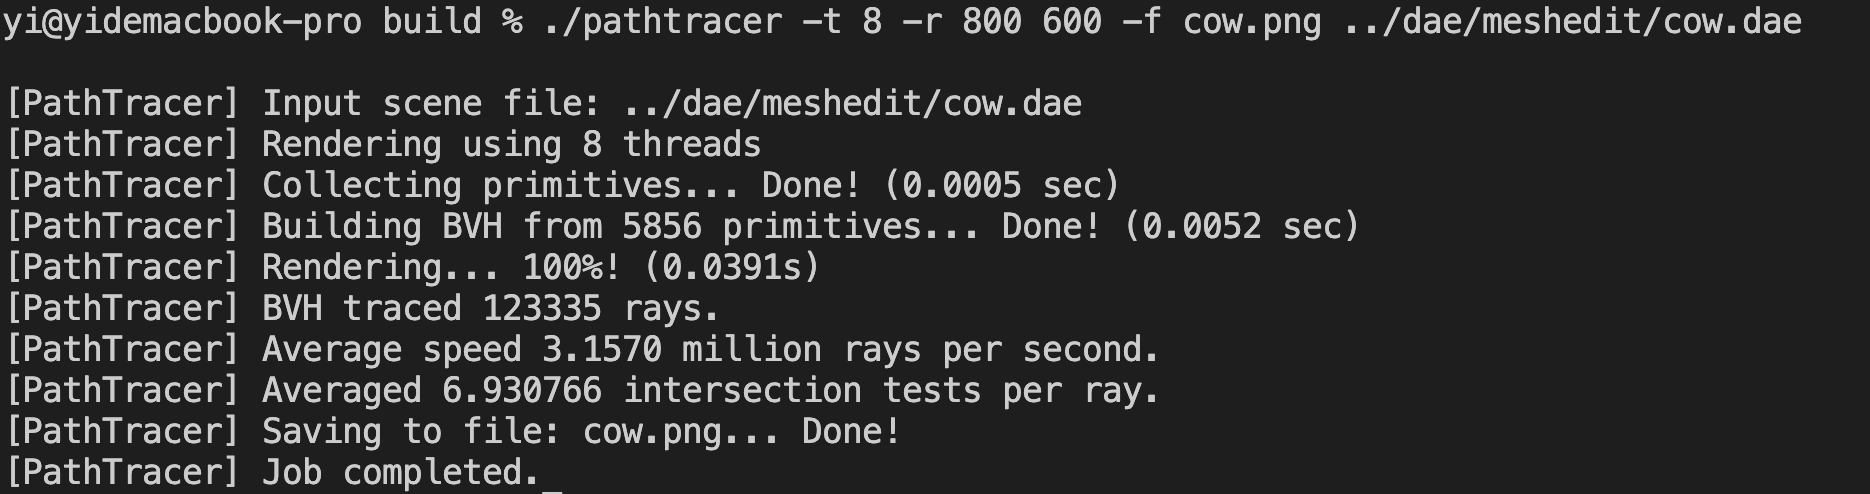 yi@yidemacbook-pro build % ./pathtracer -t 8 -r 800 600 -f cow.png ../dae/meshedit/cow.dae
[PathTracer] Input scene file: ../dae/meshedit/cow.dae
[PathTracer] Rendering using 8 threads
[PathTracer] Collecting primitives... Done! (0.0005 sec)
[PathTracer] Building BVH from 5856 primitives... Done! (0.0052 sec)
[PathTracer] Rendering... 100%! (0.0391s)
[PathTracer] BVH traced 123335 rays.
[PathTracer] Average speed 3.1570 million rays per second.
[PathTracer] Averaged 6.930766 intersection tests per ray.
[PathTracer] Saving to file: cow.png... Done!
[PathTracer] Job completed.